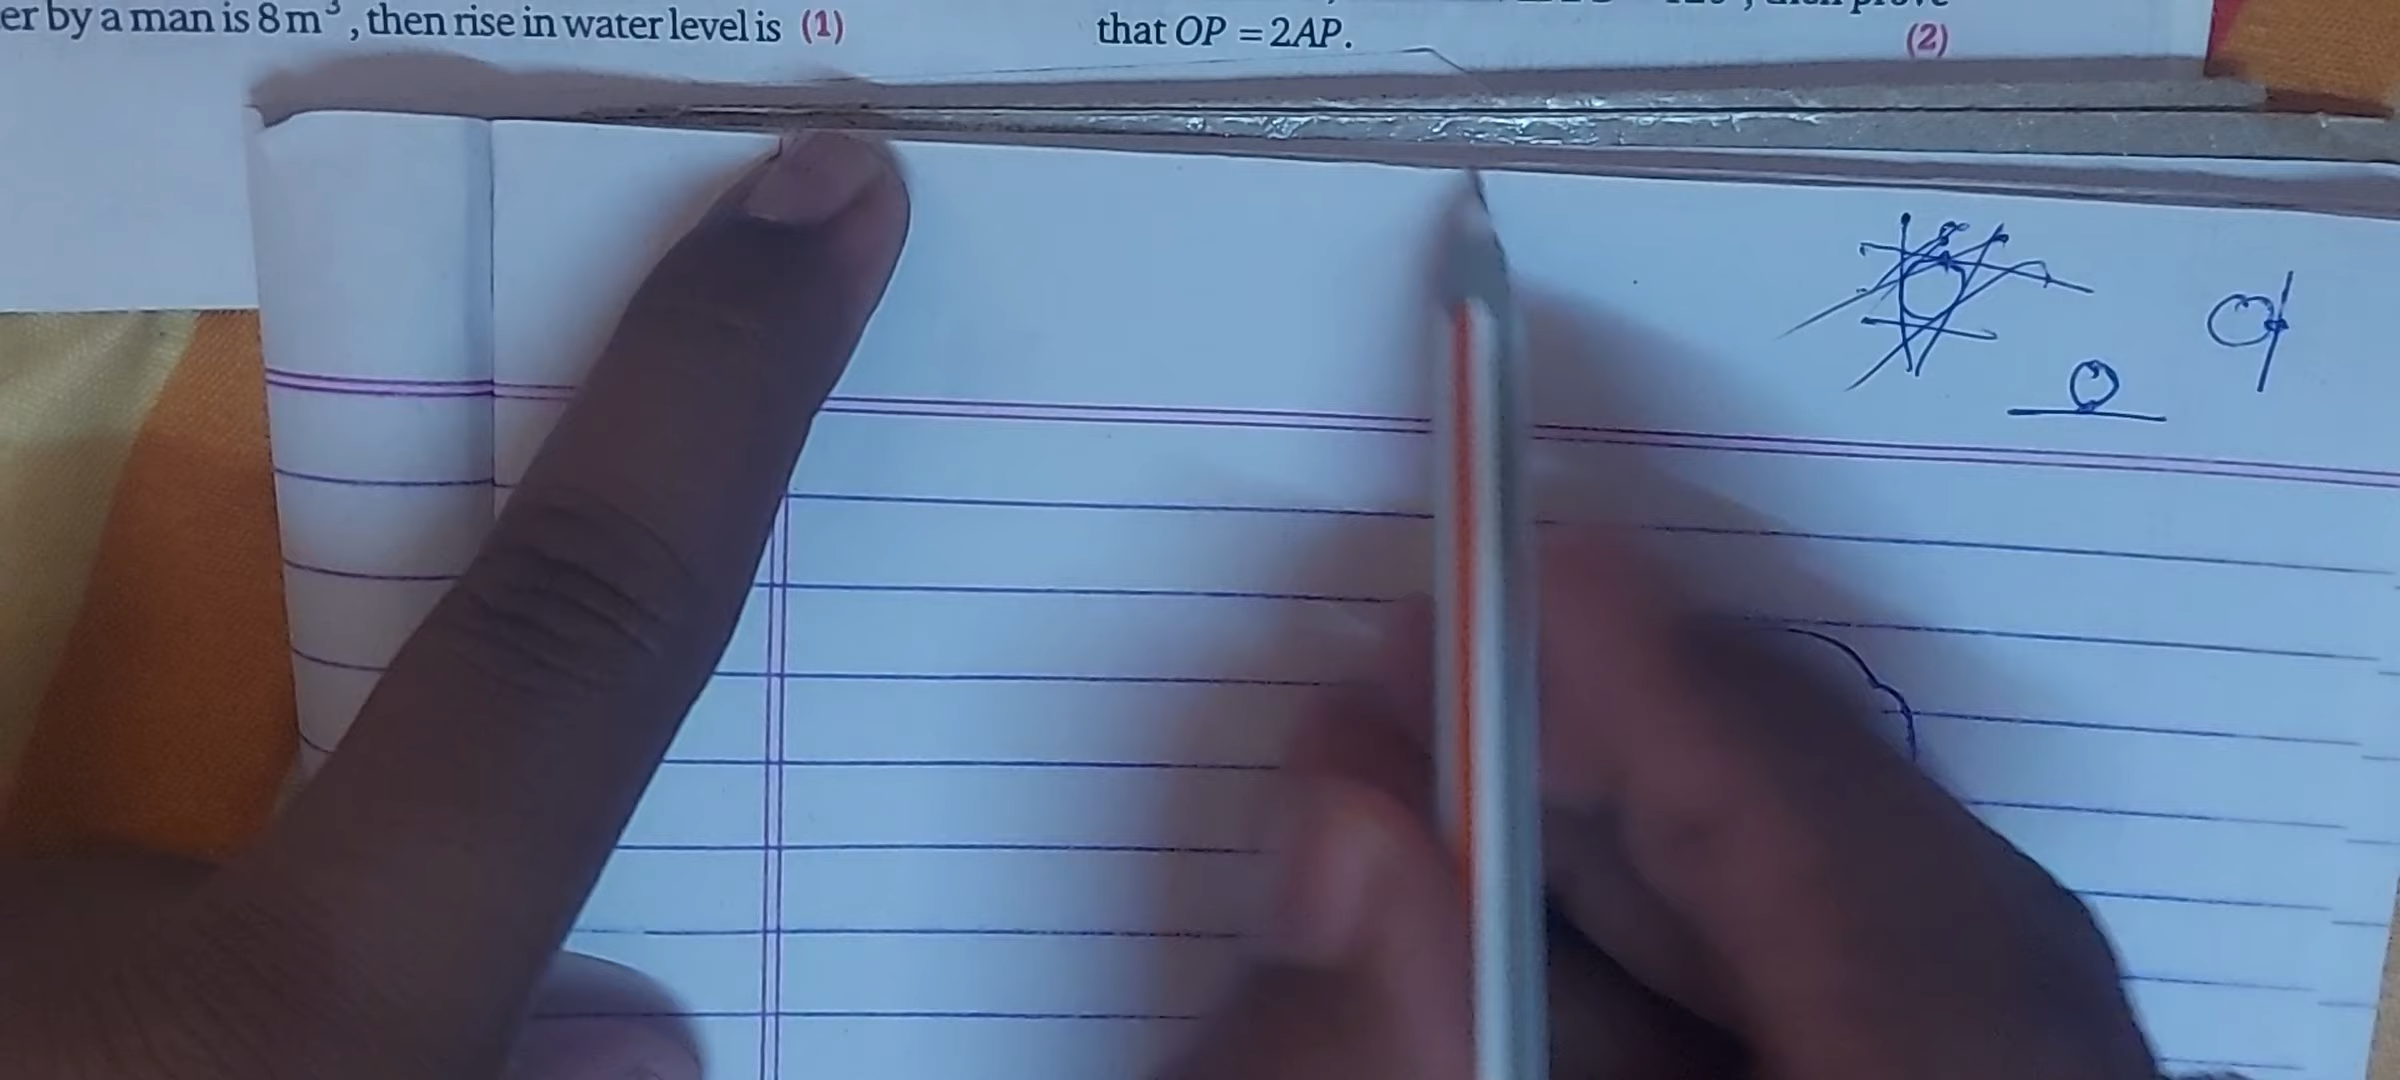 er by a man is 8 m³, then rise in water level is (1)
that OP = 2AP.
(2)